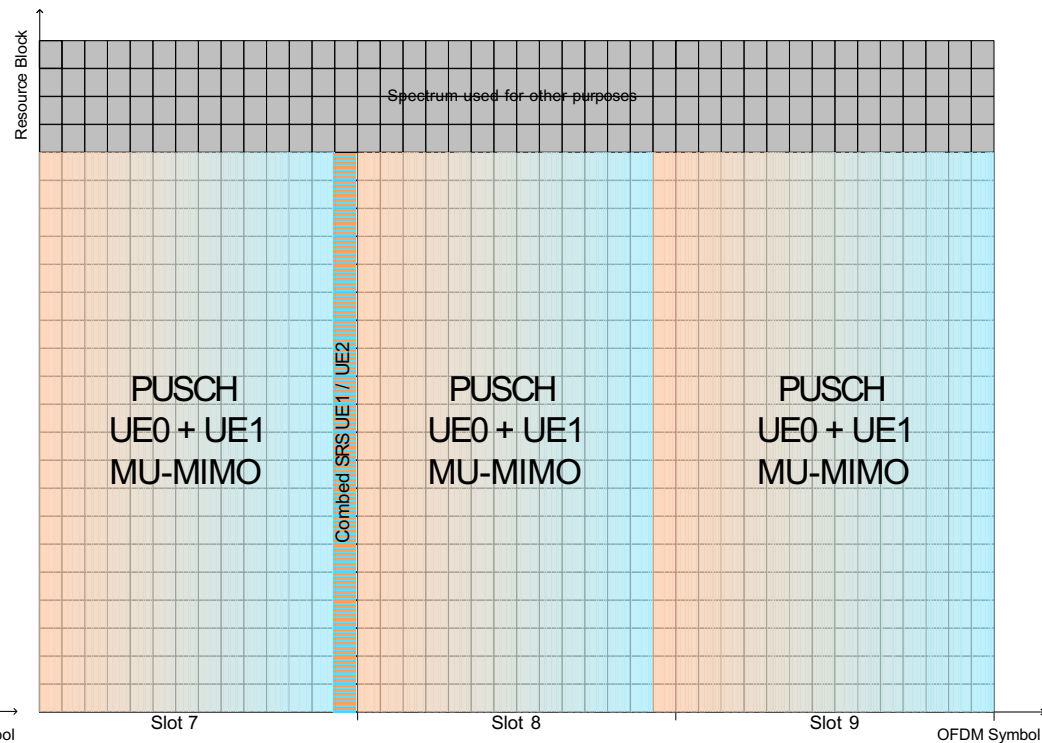 Resource Block
Spectrum used for other purposes
PUSCH
UE0 + UE1
MU-MIMO
Combed SRS UE1 / UE2
PUSCH
UE0 + UE1
MU-MIMO
PUSCH
UE0 + UE1
MU-MIMO
Slot 7
Slot 8
Slot 9
bol
OFDM Symbol